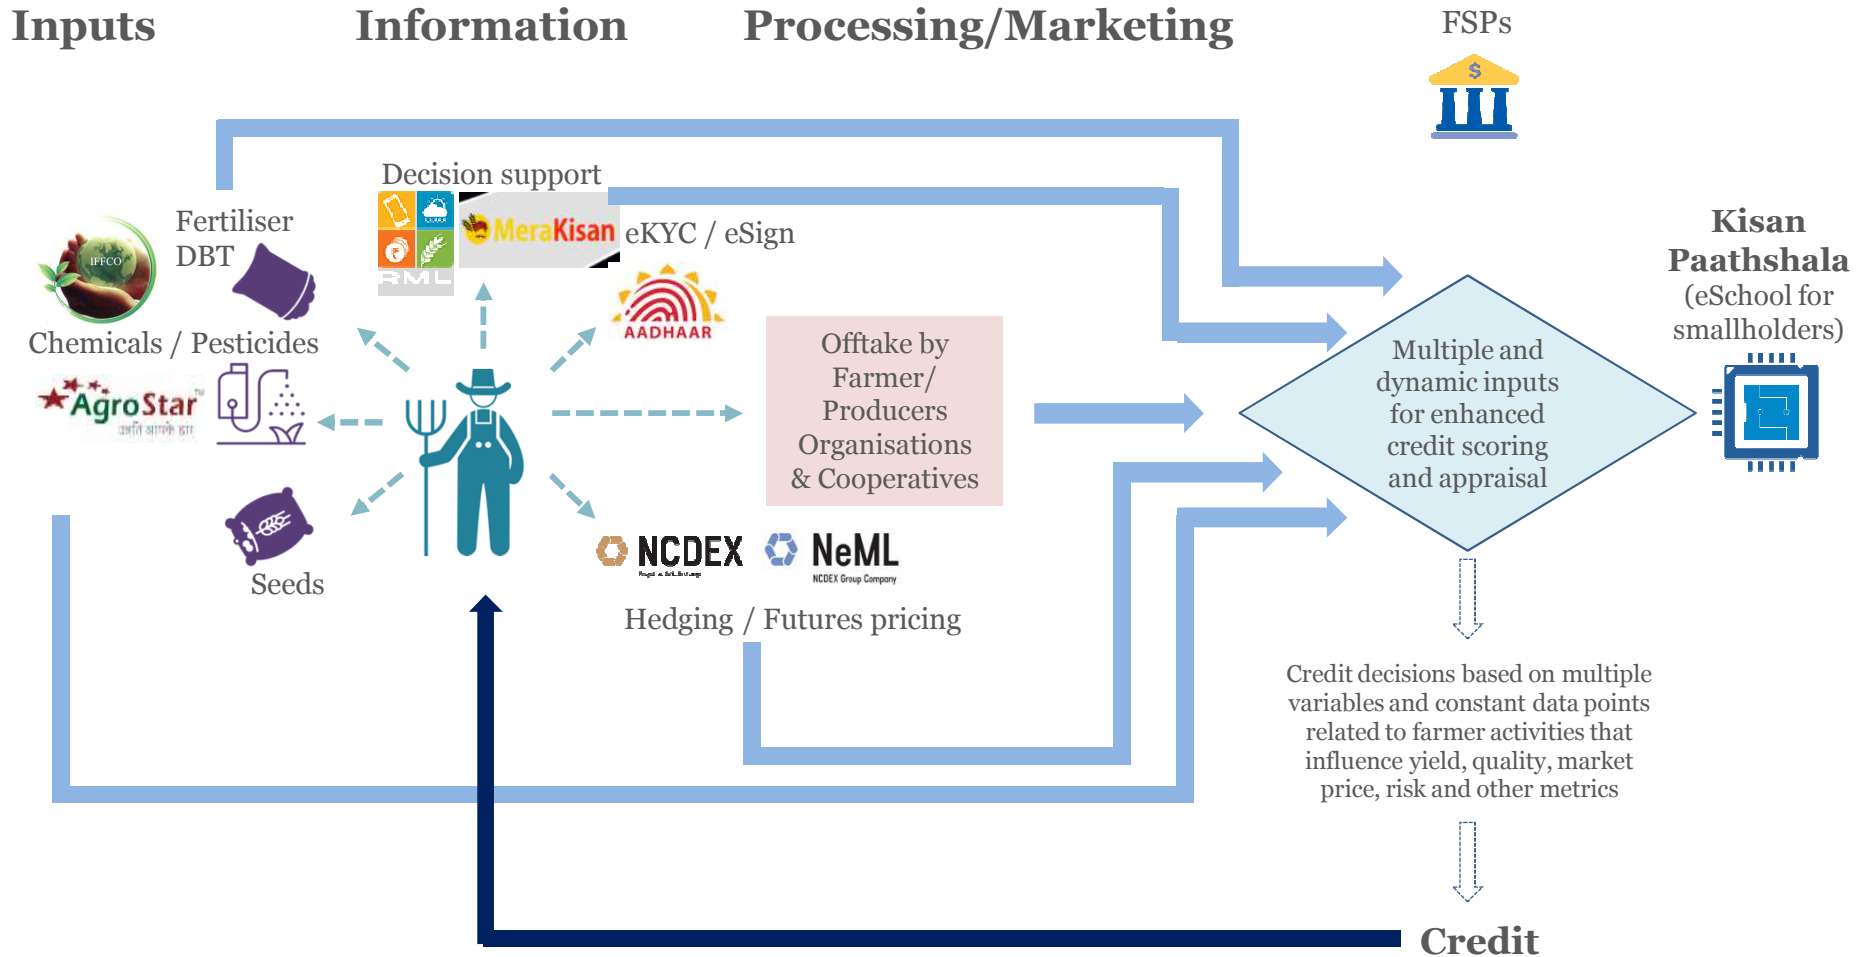 Inputs
Information
Processing/Marketing
FSPs
$
Decision support
Fertiliser
DBT
IFFCO
MeraKisan
RML
eKYC / eSign
AADHAAR
Kisan
Paathshala
(eSchool for
smallholders)
Chemicals / Pesticides
AgroStar
TM
Offtake by
Farmer/
Producers
Organisations
& Cooperatives
Multiple and
dynamic inputs
for enhanced
credit scoring
and appraisal
Seeds
NCDEX
NeML
NCDEX Group Company
Hedging / Futures pricing
Credit decisions based on multiple
variables and constant data points
related to farmer activities that
influence yield, quality, market
price, risk and other metrics
Credit